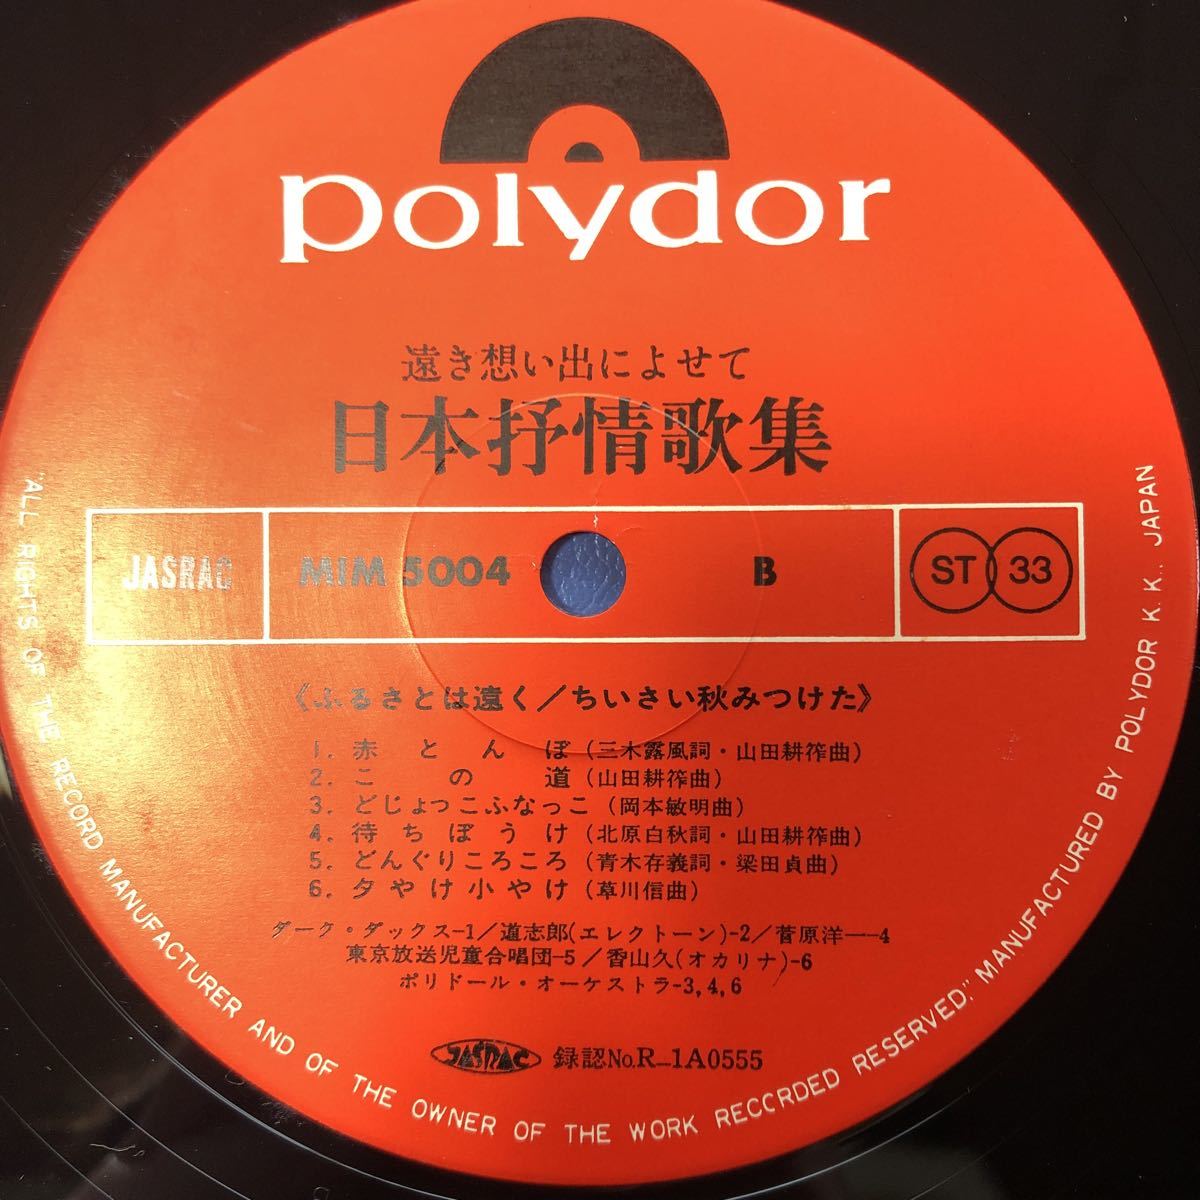 polydor
遠き想い出によせて
日本抒情歌集
JASRAC MIM 5004 B ST 33
《ふるさとは遠く／ちいさい秋みつけた》
1. 赤とんぼ（三木露風詞・山田耕筰曲）
2. この道（山田耕筰曲）
3. どじょっこふなっこ（岡本敏明曲）
4. 待ちぼうけ（北原白秋詞・山田耕筰曲）
5. どんぐりころころ（青木存義詞・梁田貞曲）
6. 夕やけ小やけ（草川信曲）
ダーク・ダックス-1／道志郎(エレクトーン)-2／菅原洋一-4
東京放送児童合唱団-5／香山久(オカリナ)-6
ポリドール・オーケストラ-3,4,6
JASRAC 録認No.R-1A0555
"ALL RIGHTS OF THE RECORD MANUFACTURER AND OF THE OWNER OF THE WORK RECORDED RESERVED." MANUFACTURED BY POLYDOR K.K., JAPAN